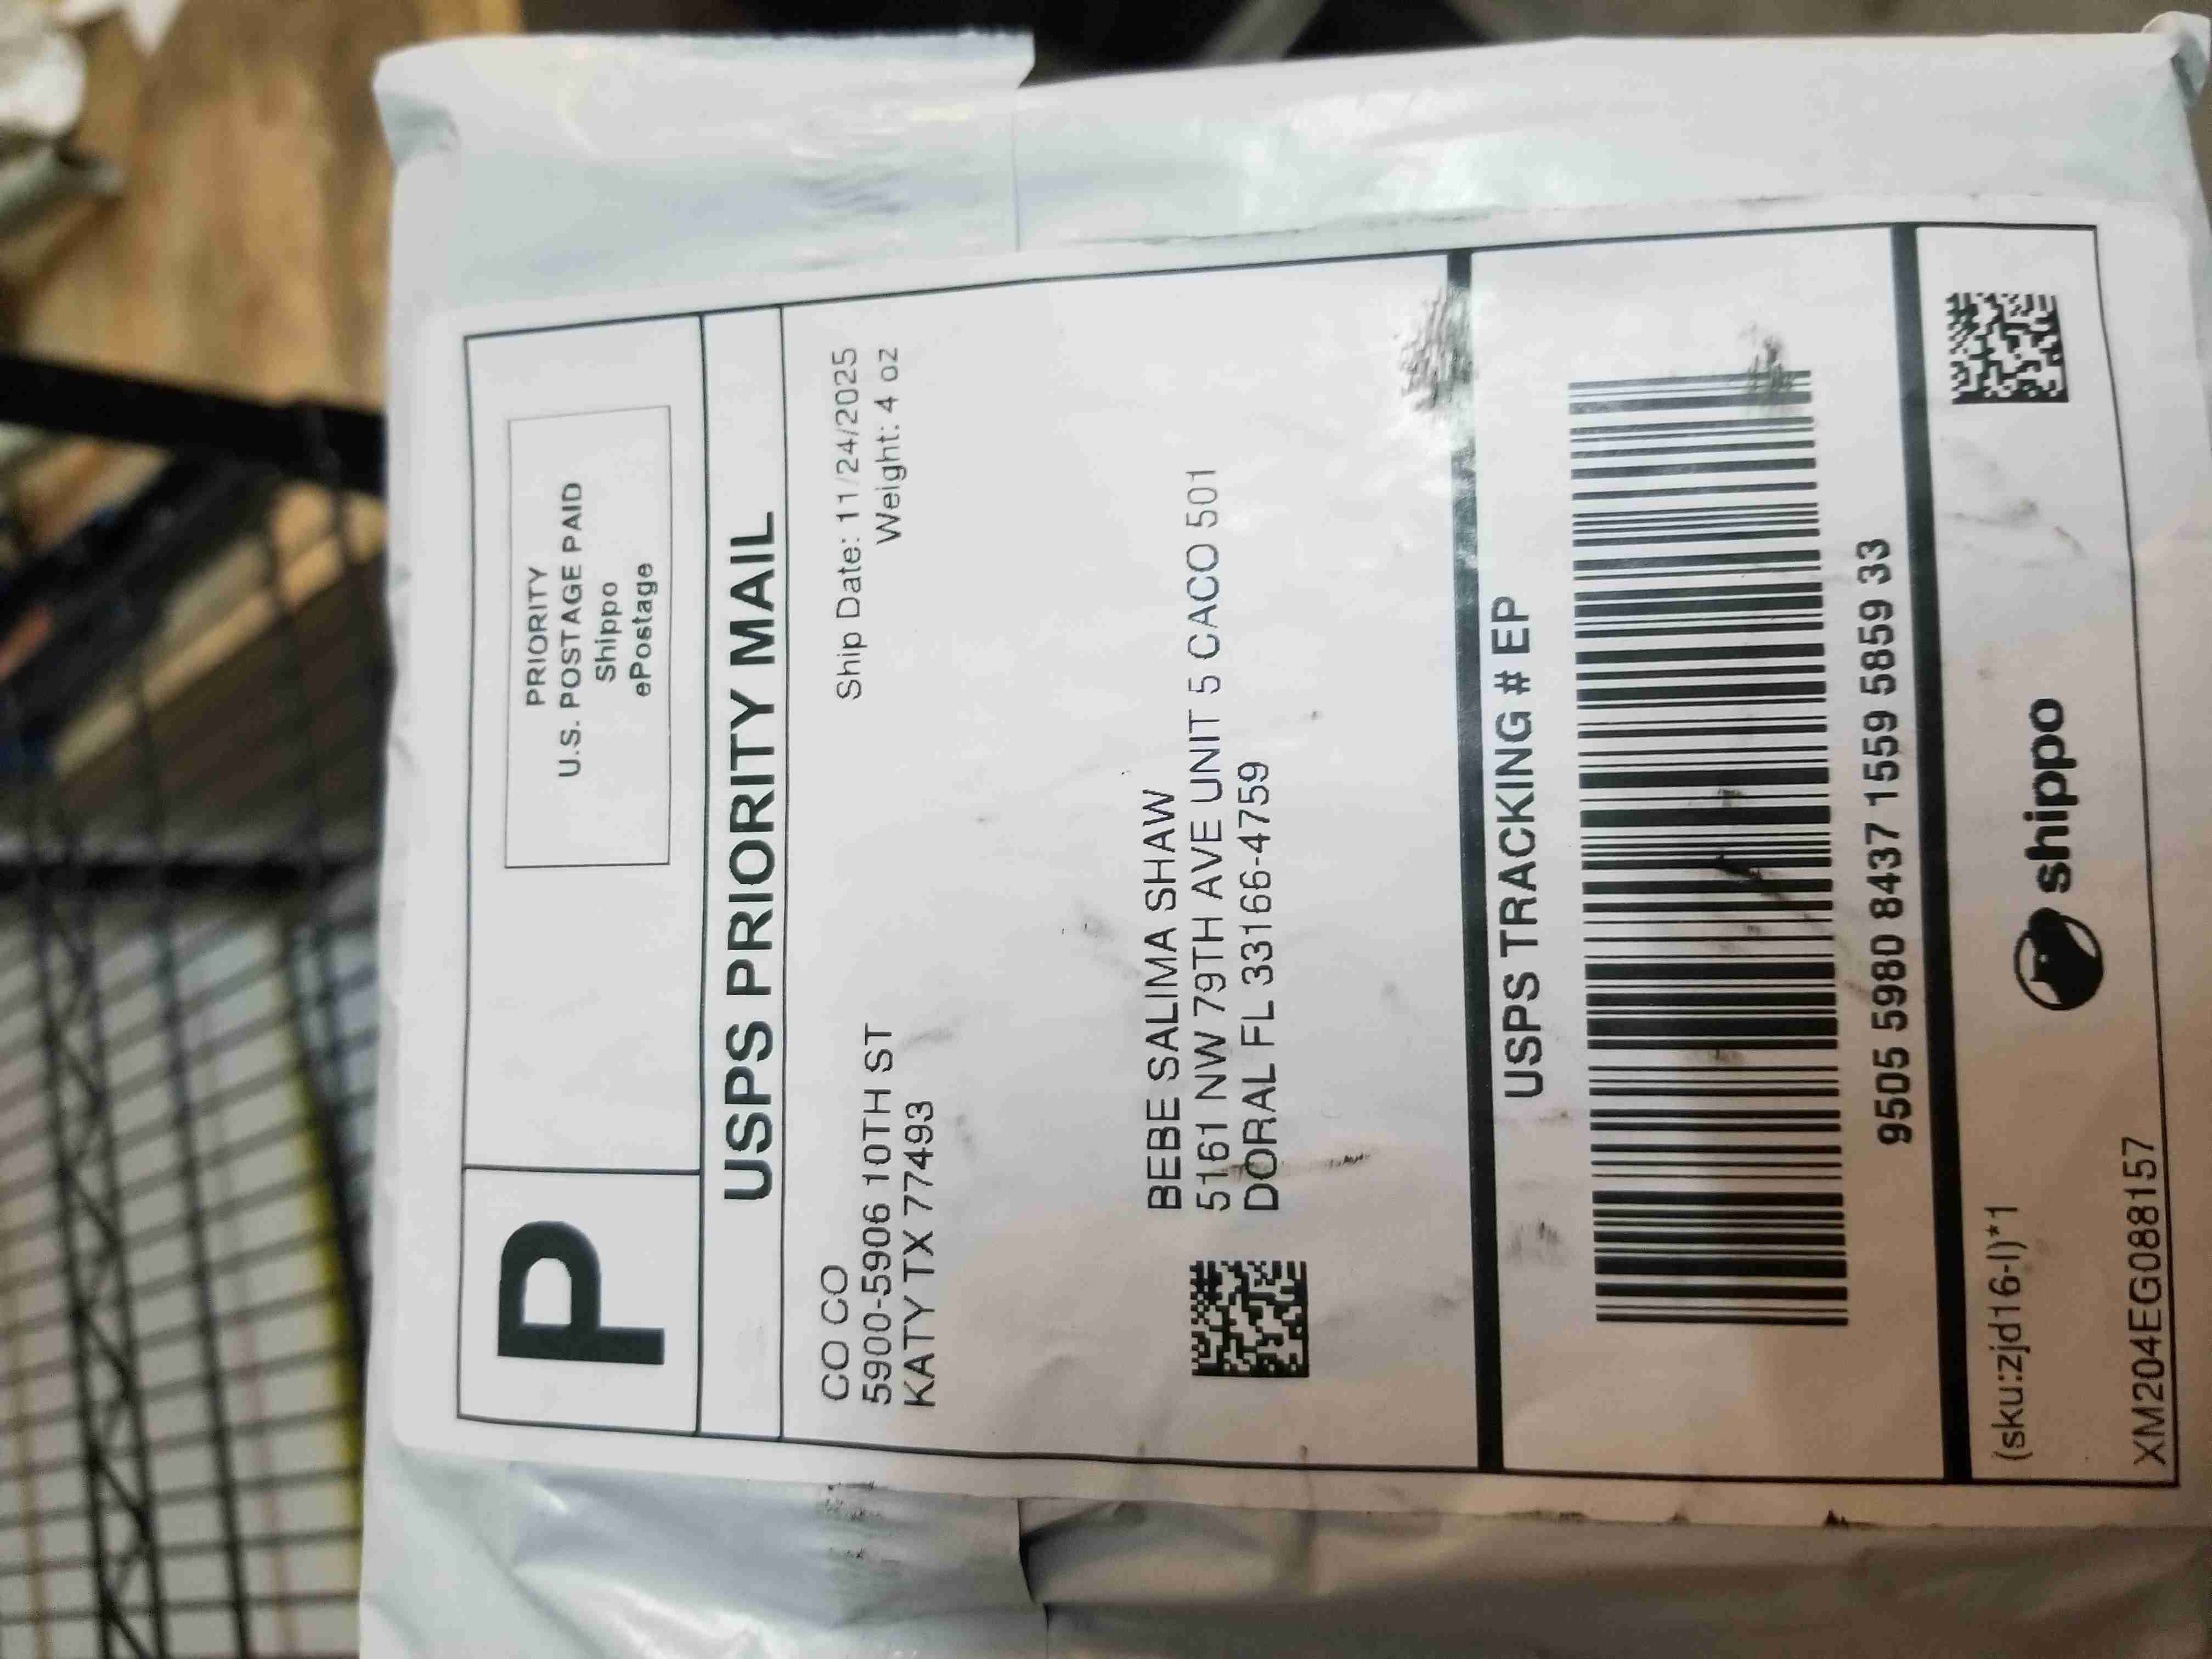 P
PRIORITY
U.S. POSTAGE PAID
Shippo
ePostage
USPS PRIORITY MAIL
CO CO
5900-5906 10TH ST
KATY TX 77493
Ship Date: 11/24/2025
Weight: 4 oz
BEBE SALIMA SHAW
5161 NW 79TH AVE UNIT 5 CACO 501
DORAL FL 33166-4759
USPS TRACKING # EP
9505 5980 8437 1559 5859 33
(sku:zjd16-l)*1
shippo
XM204EG088157